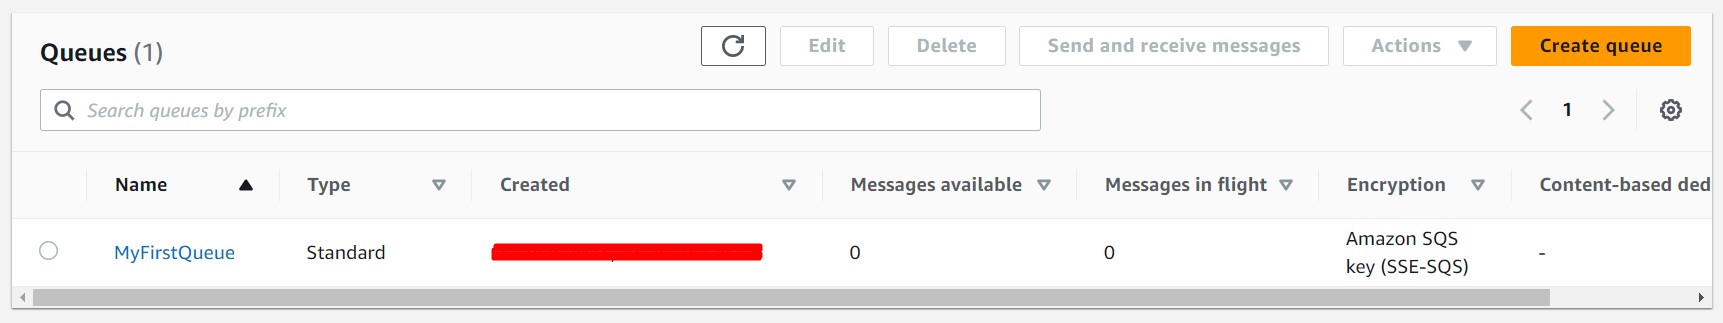 Queues (1)
Edit
Delete
Send and receive messages
Actions
Create queue
Search queues by prefix
1
Name
Type
Created
Messages available
Messages in flight
Encryption
Content-based ded
MyFirstQueue
Standard
0
0
Amazon SQS
key (SSE-SQS)
-